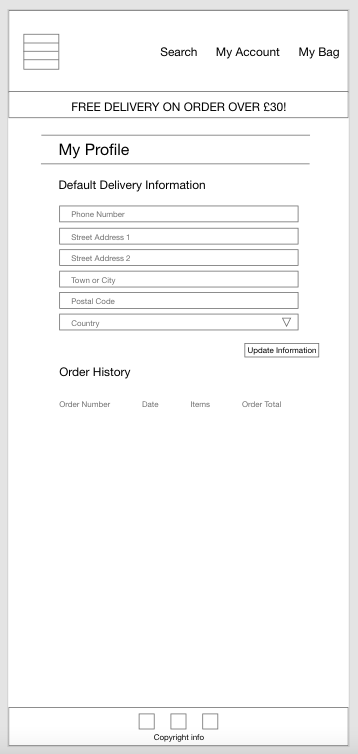 Search My Account My Bag
FREE DELIVERY ON ORDER OVER £30!
My Profile
Default Delivery Information
Phone Number
Street Address 1
Street Address 2
Town or City
Postal Code
Country
Update Information
Order History
Order Number Date Items Order Total
Copyright info